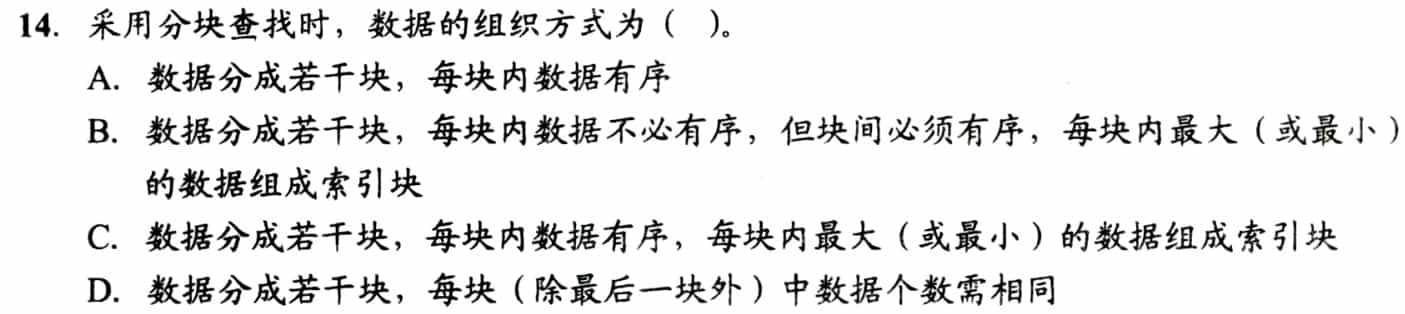 14. 采用分块查找时，数据的组织方式为（ ）。
A. 数据分成若干块，每块内数据有序
B. 数据分成若干块，每块内数据不必有序，但块间必须有序，每块内最大（或最小）
的数据组成索引块
C. 数据分成若干块，每块内数据有序，每块内最大（或最小）的数据组成索引块
D. 数据分成若干块，每块（除最后一块外）中数据个数需相同